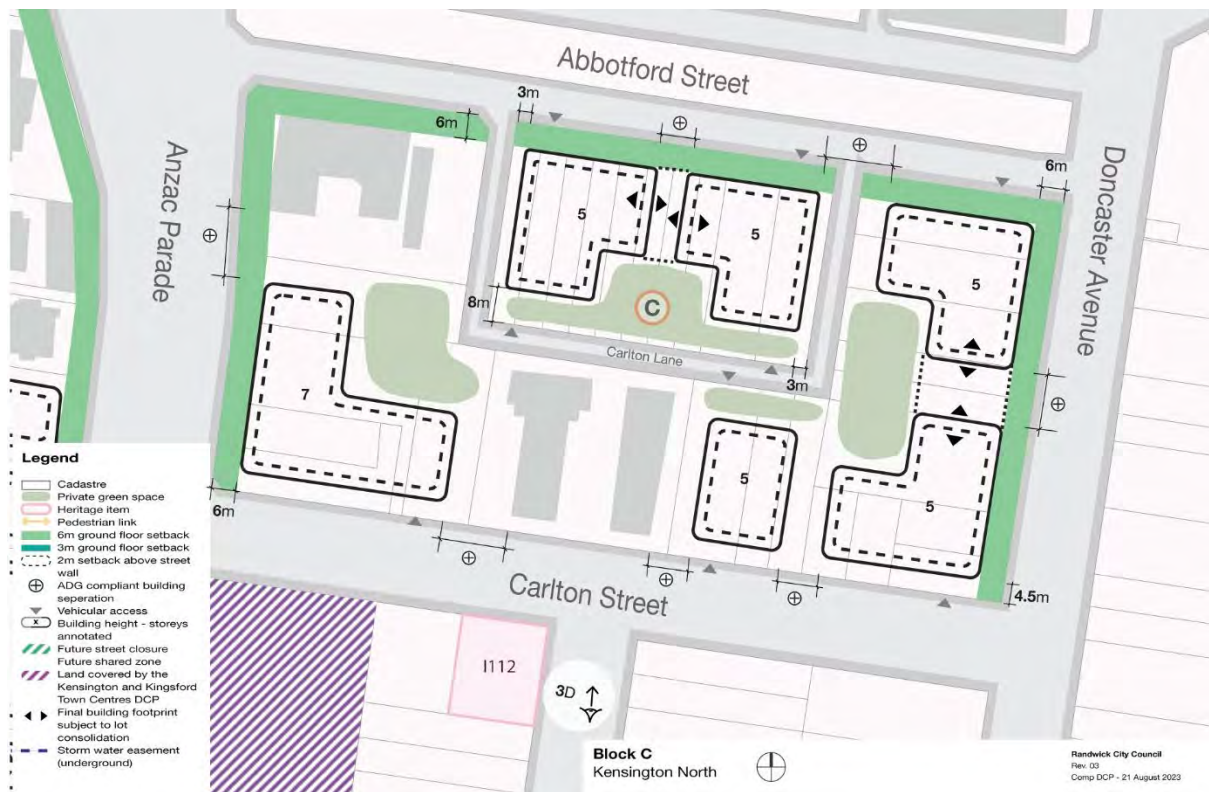 Abbotford Street
3m
6m
6m
Anzac Parade
Doncaster Avenue
5
5
5
8m
C
Carlton Lane
3m
7
5
5
6m
4.5m
Carlton Street
I112
3D
Legend
Cadastre
Private green space
Heritage item
Pedestrian link
6m ground floor setback
3m ground floor setback
2m setback above street
wall
ADG compliant building
seperation
Vehicular access
x
Building height - storeys
annotated
Future street closure
Future shared zone
Land covered by the
Kensington and Kingsford
Town Centres DCP
Final building footprint
subject to lot
consolidation
Storm water easement
(underground)
Block C
Kensington North
Randwick City Council
Rev. 03
Comp DCP - 21 August 2023